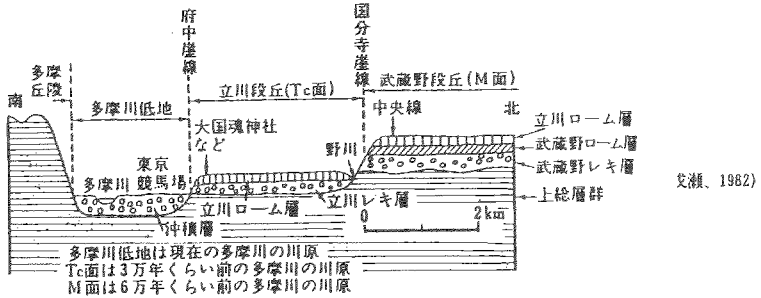 府中崖線
国分寺崖線
多摩丘陵
南
多摩川低地
立川段丘(Tc面)
武蔵野段丘(M面)
北
中央線
大国魂神社
など
野川
立川ローム層
武蔵野ローム層
武蔵野レキ層
上総層群
東京
競馬場
多摩川
沖積層
立川ローム層
立川レキ層
0 2km
瀬、1982)
多摩川低地は現在の多摩川の川原
Tc面は3万年くらい前の多摩川の川原
M面は6万年くらい前の多摩川の川原